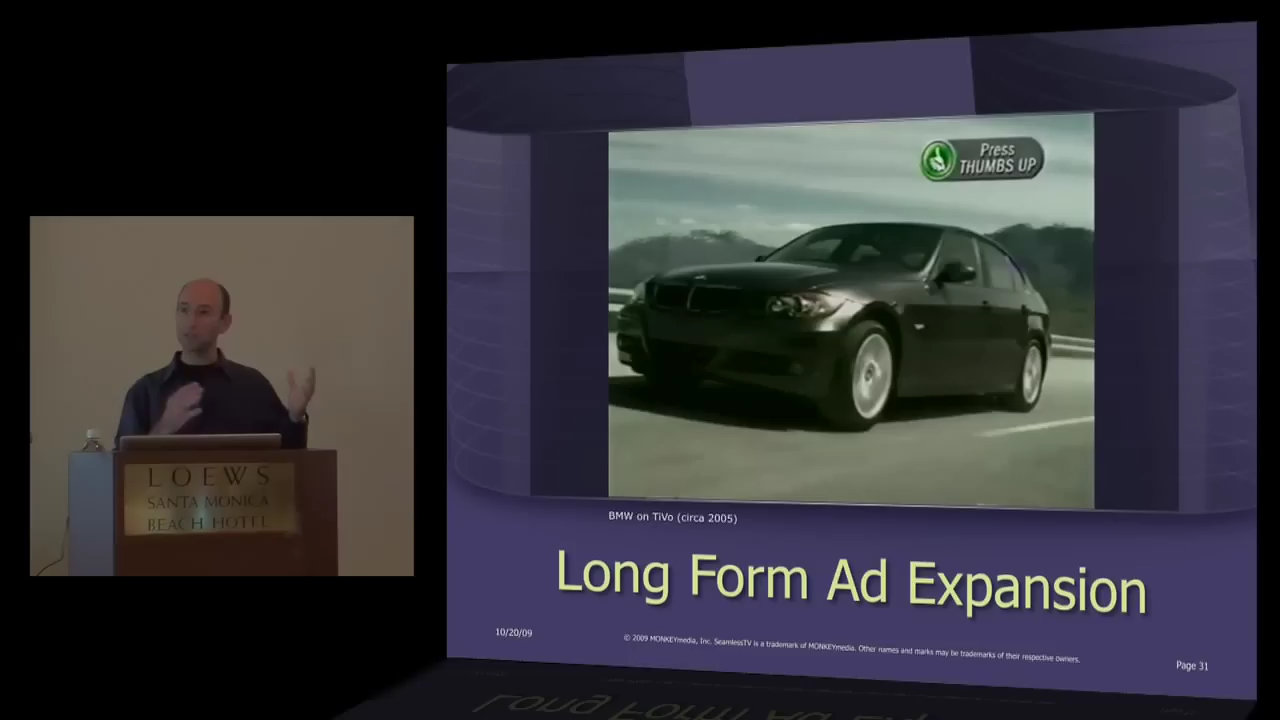 Press
THUMBS UP
LOEWS
SANTA MONICA
BEACH HOTEL
BMW on TiVo (circa 2005)
Long Form Ad Expansion
10/20/09
© 2009 MONKEYmedia, Inc. SeamlessTV is a trademark of MONKEYmedia. Other names and marks may be trademarks of their respective owners.
Page 31